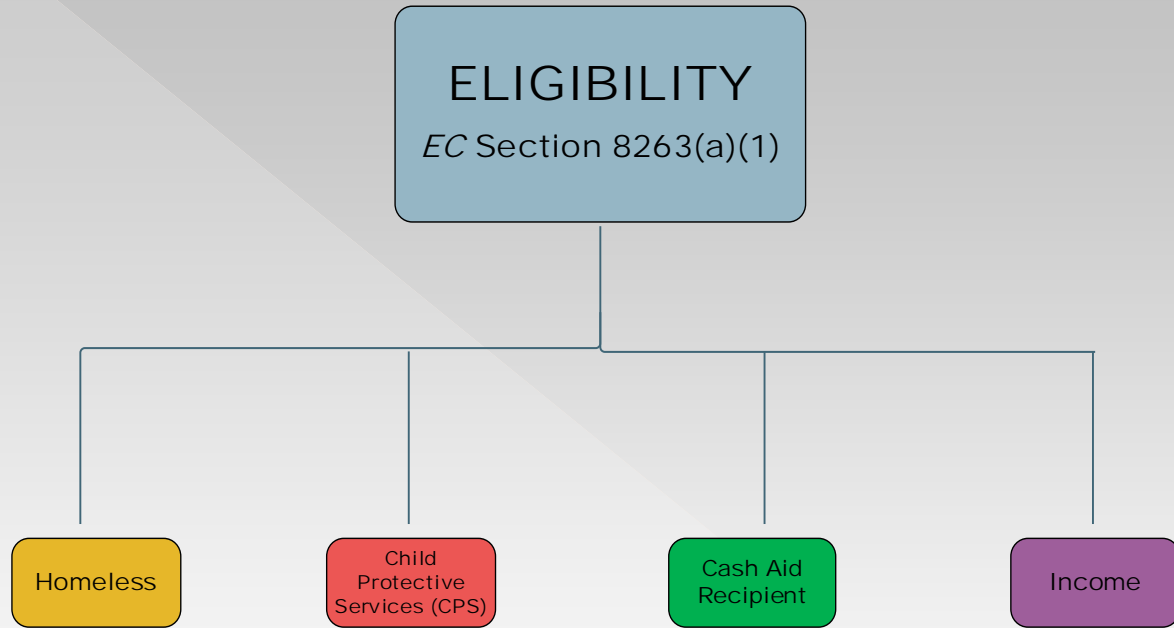 ELIGIBILITY
EC Section 8263(a)(1)
Homeless
Child
Protective
Services (CPS)
Cash Aid
Recipient
Income